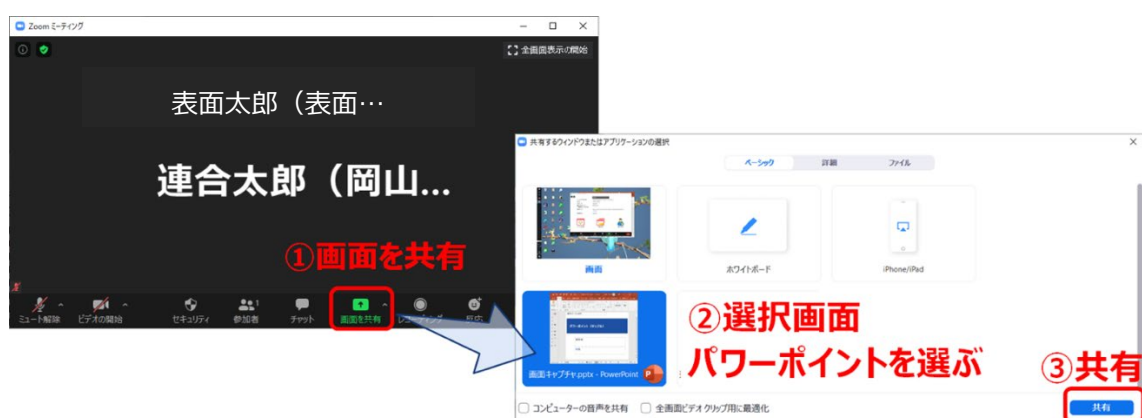 Zoom ミーティング
全画面表示の開始
表面太郎（表面…
連合太郎（岡山...
①画面を共有
ミュート解除
ビデオの開始
セキュリティ
参加者
1
チャット
画面を共有
レコーディング
反応
共有するウィンドウまたはアプリケーションの選択
ベーシック
詳細
ファイル
画面
ホワイトボード
iPhone/iPad
画面キャプチャ.pptx - PowerPoint
②選択画面
パワーポイントを選ぶ
③共有
コンピューターの音声を共有
全画面ビデオ クリップ用に最適化
共有